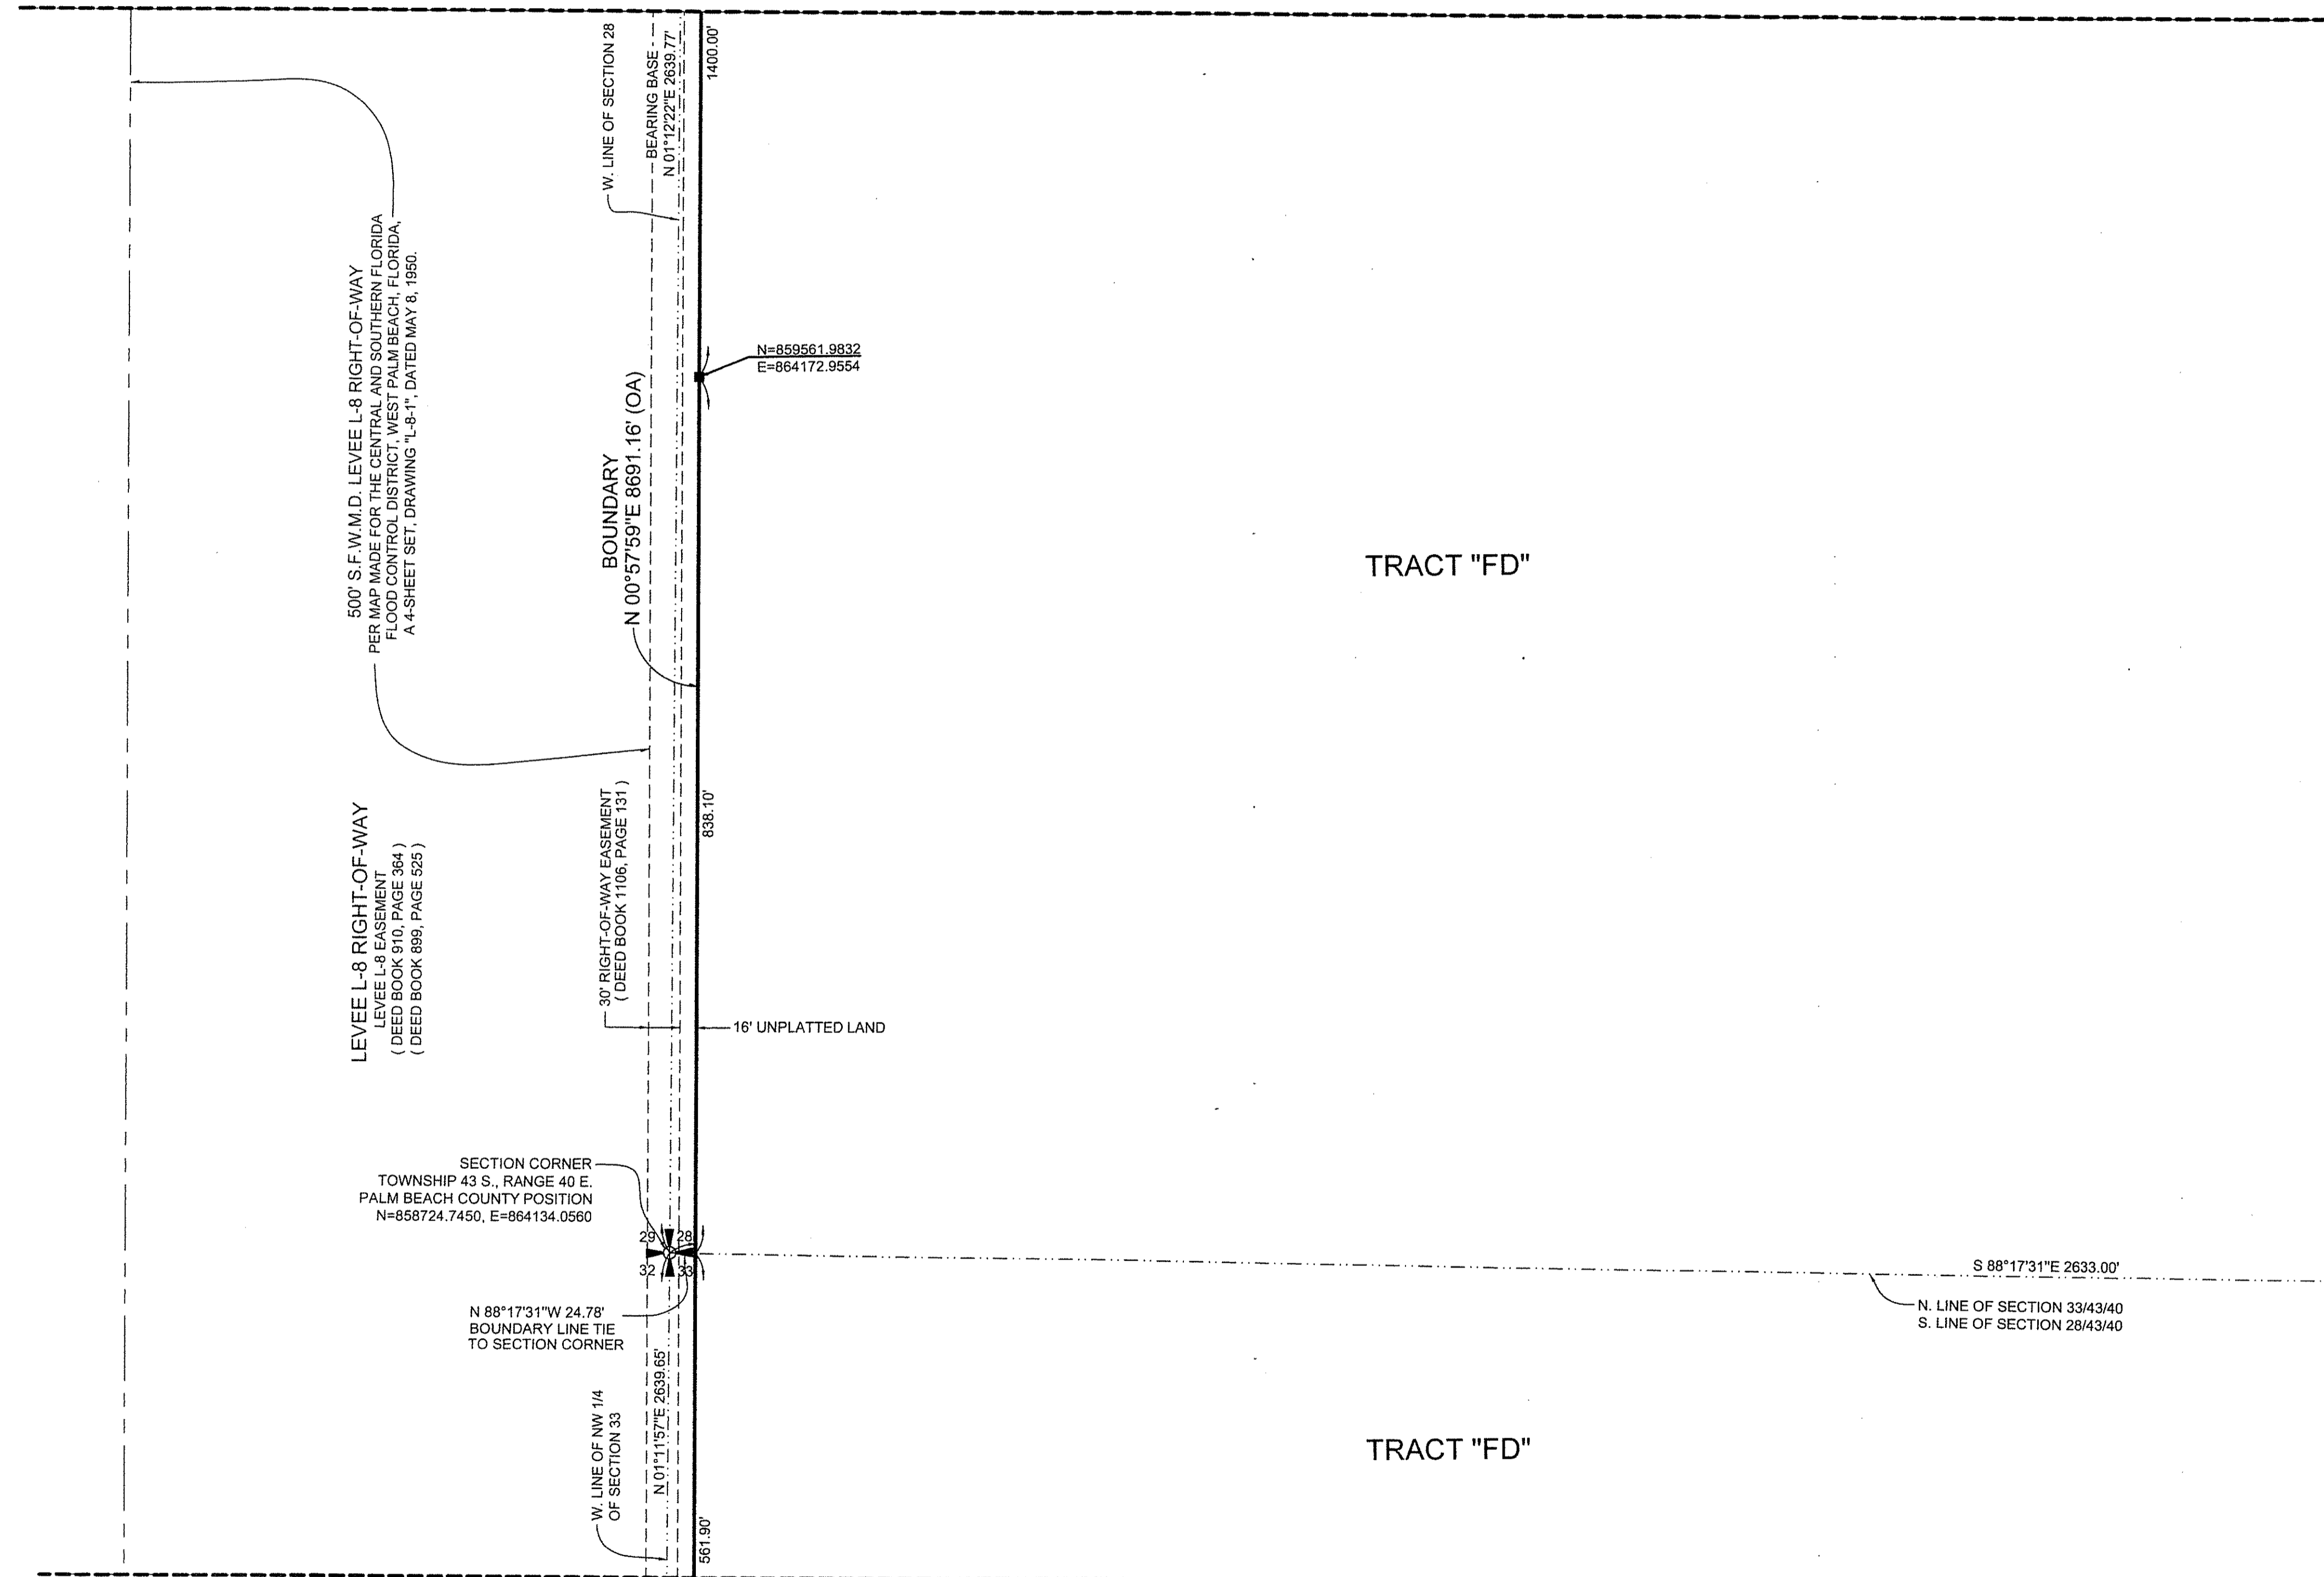 W. LINE OF SECTION 28
BEARING BASE -
N 01°12'22"E 2639.77'
1400.00'
500' S.F.W.M.D. LEVEE L-8 RIGHT-OF-WAY
PER MAP MADE FOR THE CENTRAL AND SOUTHERN FLORIDA
FLOOD CONTROL DISTRICT, WEST PALM BEACH, FLORIDA,
A 4-SHEET SET, DRAWING "L-8-1", DATED MAY 8, 1950.
N=859561.9832
E=864172.9554
BOUNDARY
N 00°57'59"E 8691.16' (OA)
TRACT "FD"
LEVEE L-8 RIGHT-OF-WAY
LEVEE L-8 EASEMENT
( DEED BOOK 910, PAGE 364 )
( DEED BOOK 899, PAGE 525 )
30' RIGHT-OF-WAY EASEMENT
( DEED BOOK 1106, PAGE 131 )
838.10'
16' UNPLATTED LAND
SECTION CORNER
TOWNSHIP 43 S., RANGE 40 E.
PALM BEACH COUNTY POSITION
N=858724.7450, E=864134.0560
29 28
32 33
S 88°17'31"E 2633.00'
N. LINE OF SECTION 33/43/40
S. LINE OF SECTION 28/43/40
N 88°17'31"W 24.78'
BOUNDARY LINE TIE
TO SECTION CORNER
W. LINE OF NW 1/4
OF SECTION 33
N 01°11'57"E 2639.65'
561.90'
TRACT "FD"